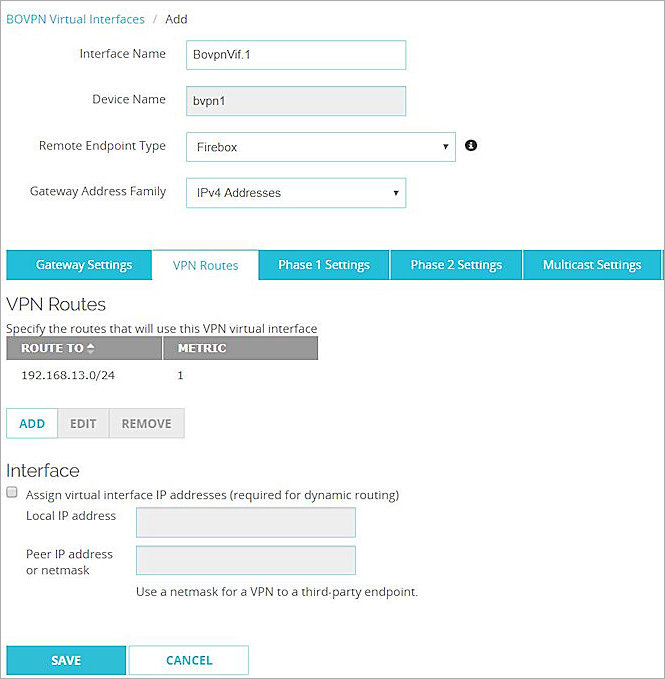 BOVPN Virtual Interfaces / Add
Interface Name BovpnVif.1
Device Name bvpn1
Remote Endpoint Type Firebox
Gateway Address Family IPv4 Addresses
Gateway Settings VPN Routes Phase 1 Settings Phase 2 Settings Multicast Settings
VPN Routes
Specify the routes that will use this VPN virtual interface
ROUTE TO METRIC
192.168.13.0/24 1
ADD EDIT REMOVE
Interface
Assign virtual interface IP addresses (required for dynamic routing)
Local IP address
Peer IP address
or netmask
Use a netmask for a VPN to a third-party endpoint.
SAVE CANCEL